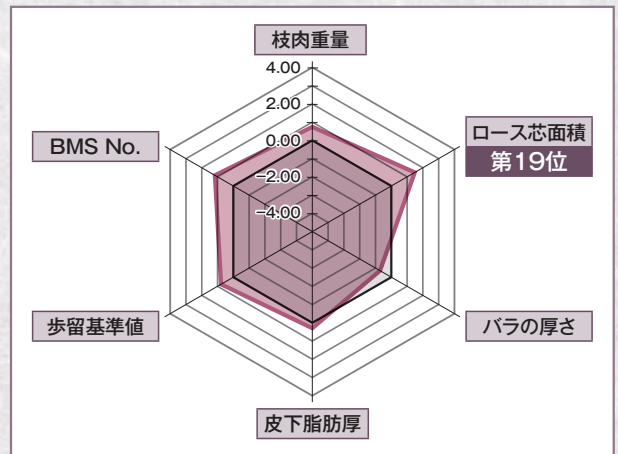 枝肉重量
4.00
2.00
0.00
−2.00
−4.00
ロース芯面積
第19位
BMS No.
歩留基準値
バラの厚さ
皮下脂肪厚